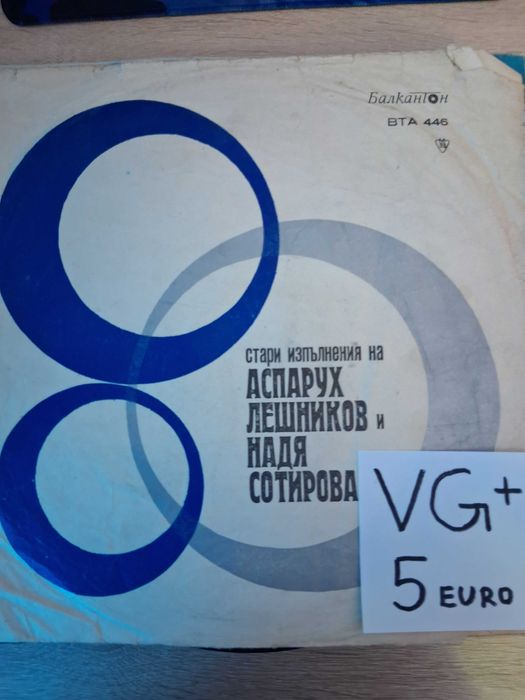 Балкантон
ВТА 446
стари изпълнения на
АСПАРУХ
ЛЕШНИКОВ и
НАДЯ
СОТИРОВА
VG+
5 EURO